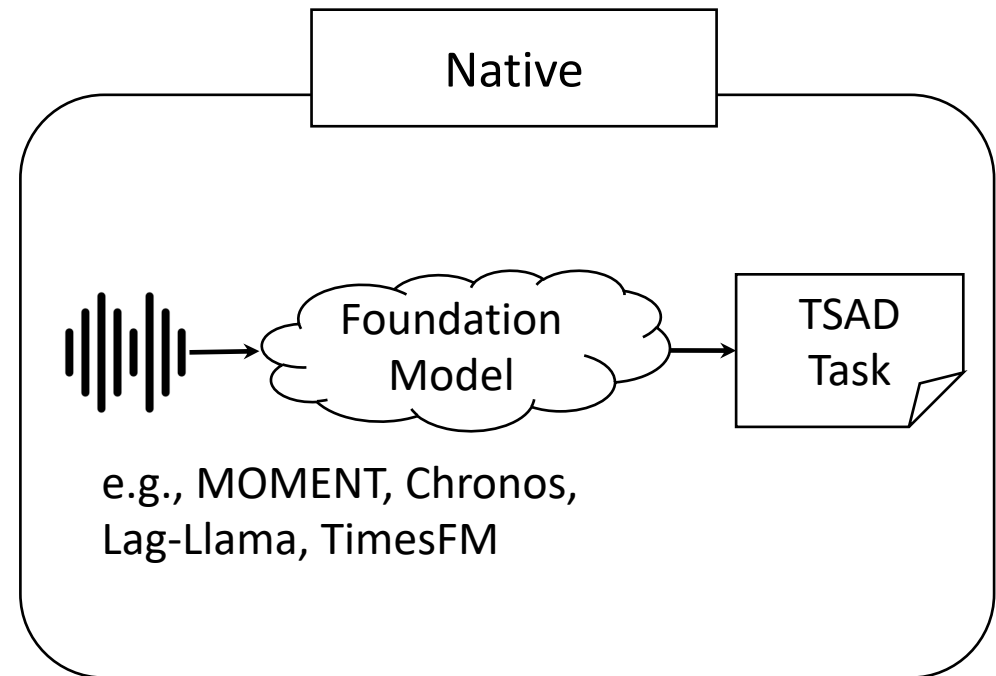 Native
Foundation
Model
TSAD
Task
e.g., MOMENT, Chronos,
Lag-Llama, TimesFM